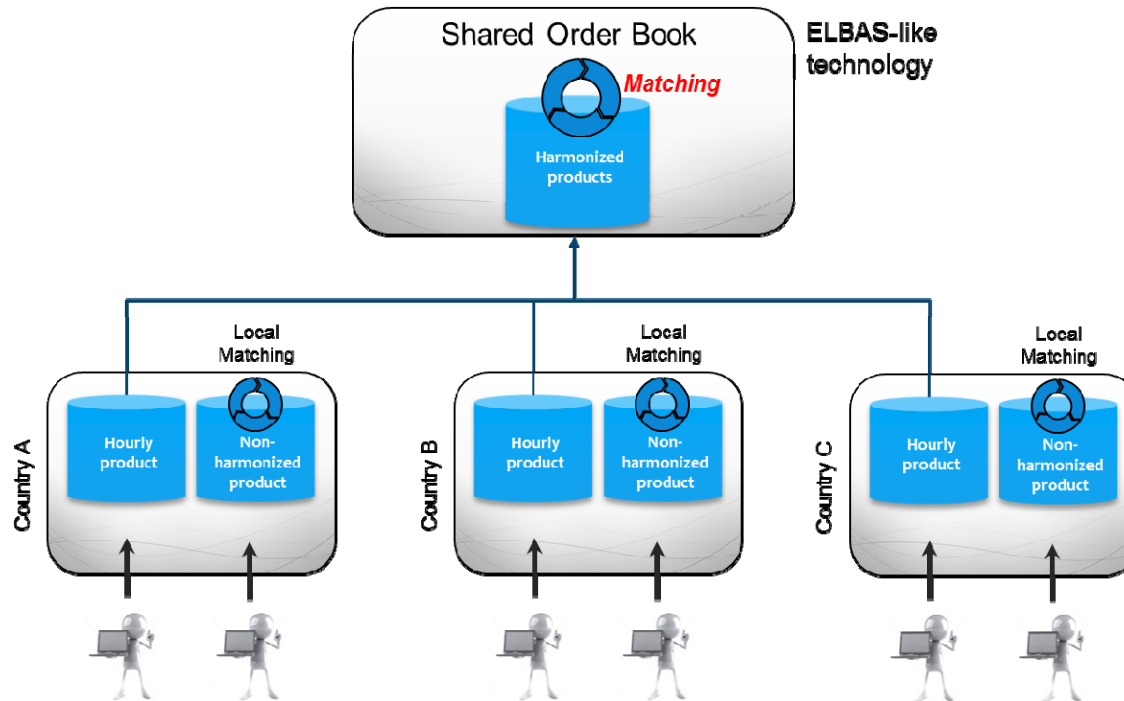 Shared Order Book
ELBAS-like
technology
Matching
Harmonized
products
Local
Matching
Local
Matching
Local
Matching
Country A
Hourly
product
Non-
harmonized
product
Country B
Hourly
product
Non-
harmonized
product
Country C
Hourly
product
Non-
harmonized
product